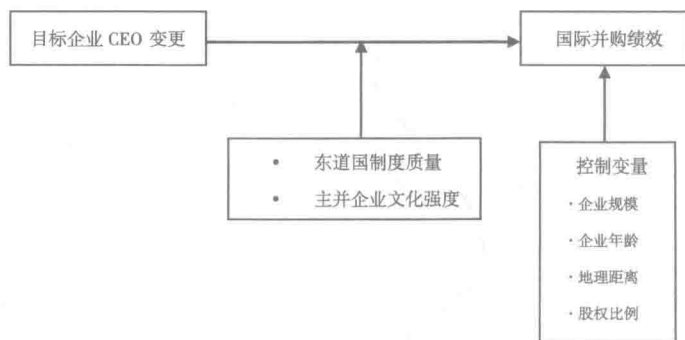 目标企业 CEO 变更
国际并购绩效
• 东道国制度质量
• 主并企业文化强度
控制变量
·企业规模
·企业年龄
·地理距离
·股权比例